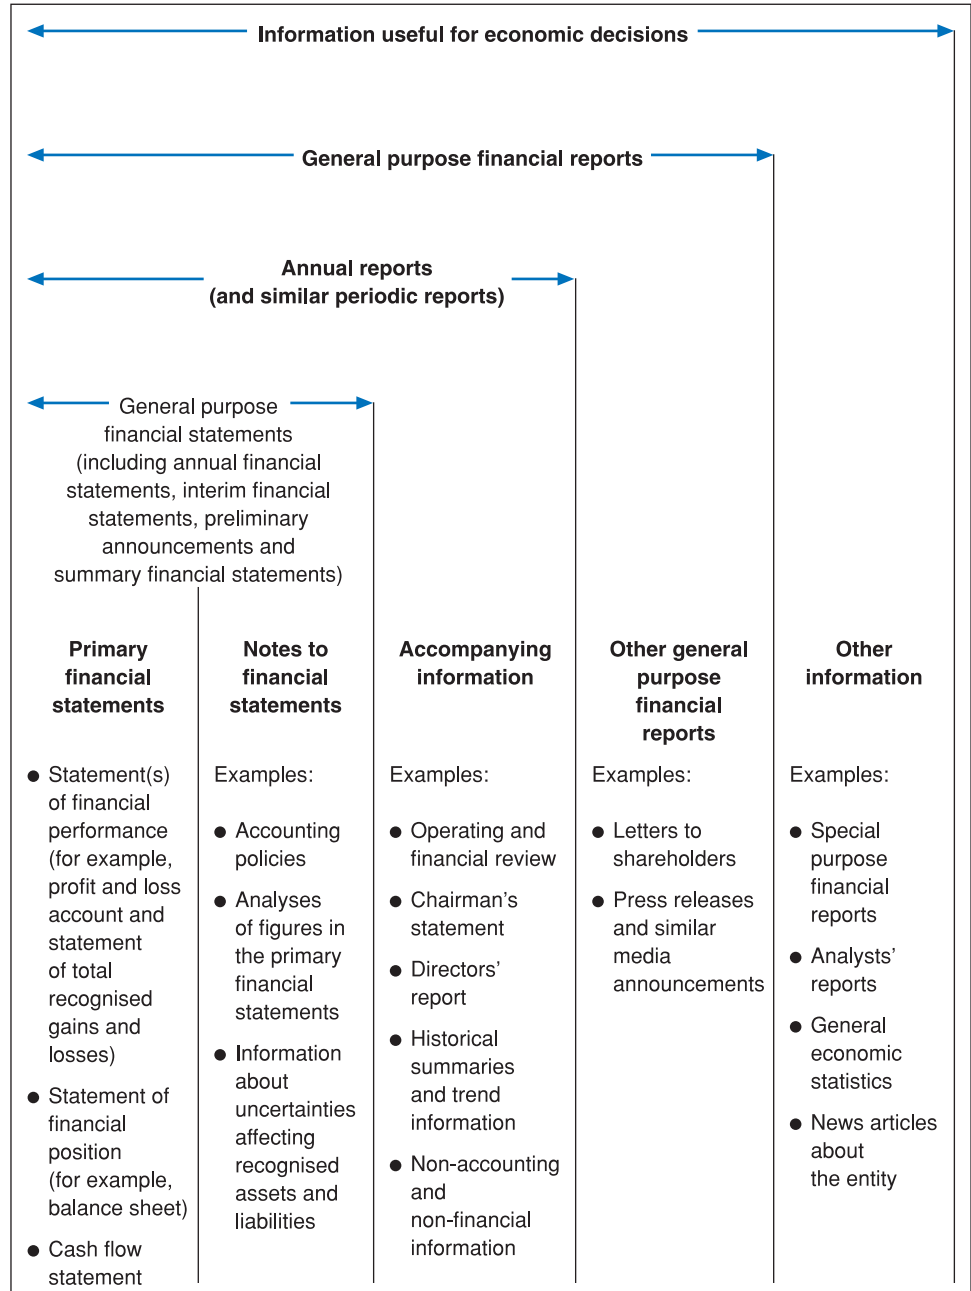 Information useful for economic decisions
General purpose financial reports
Annual reports
(and similar periodic reports)
General purpose
financial statements
(including annual financial
statements, interim financial
statements, preliminary
announcements and
summary financial statements)
Primary
financial
statements
● Statement(s)
of financial
performance
(for example,
profit and loss
account and
statement
of total
recognised
gains and
losses)
● Statement of
financial
position
(for example,
balance sheet)
● Cash flow
statement
Notes to
financial
statements
Examples:
● Accounting
policies
● Analyses
of figures in
the primary
financial
statements
● Information
about
uncertainties
affecting
recognised
assets and
liabilities
Accompanying
information
Examples:
● Operating and
financial review
● Chairman's
statement
● Directors'
report
● Historical
summaries
and trend
information
● Non-accounting
and
non-financial
information
Other general
purpose
financial
reports
Examples:
● Letters to
shareholders
● Press releases
and similar
media
announcements
Other
information
Examples:
● Special
purpose
financial
reports
● Analysts'
reports
● General
economic
statistics
● News articles
about
the entity